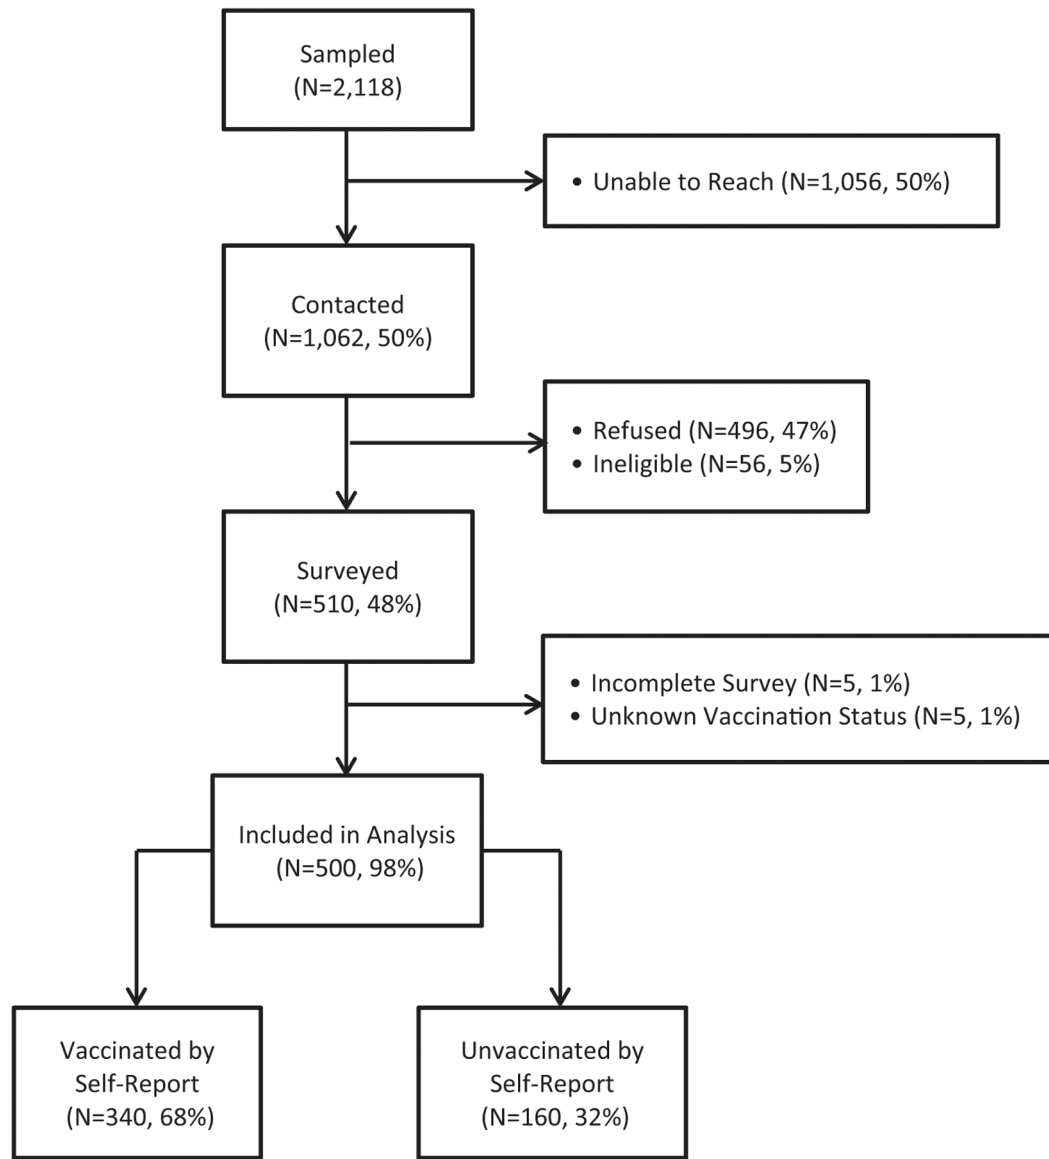 Sampled
(N=2,118)
• Unable to Reach (N=1,056, 50%)
Contacted
(N=1,062, 50%)
• Refused (N=496, 47%)
• Ineligible (N=56, 5%)
Surveyed
(N=510, 48%)
• Incomplete Survey (N=5, 1%)
• Unknown Vaccination Status (N=5, 1%)
Included in Analysis
(N=500, 98%)
Vaccinated by
Self-Report
(N=340, 68%)
Unvaccinated by
Self-Report
(N=160, 32%)